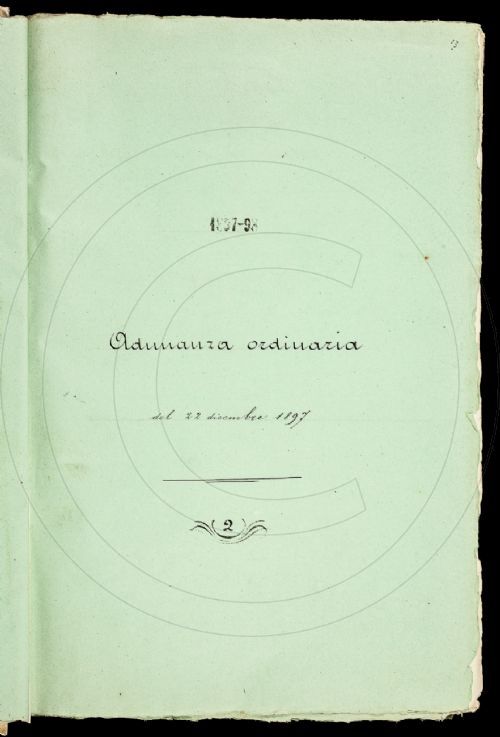 1897-98
Adunanza ordinaria
del 22 dicembre 1897
2